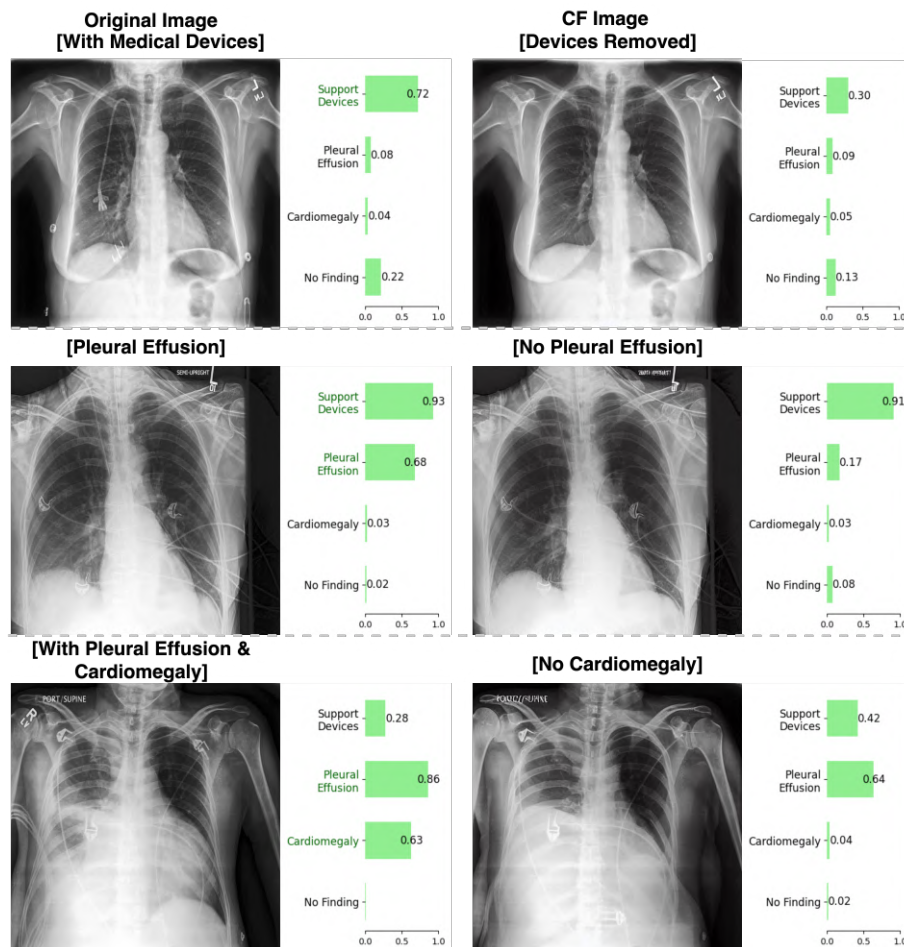 Original Image
[With Medical Devices]
CF Image
[Devices Removed]
Support
Devices
0.72
Pleural
Effusion
0.08
Cardiomegaly
0.04
No Finding
0.22
0.0 0.5 1.0
Support
Devices
0.30
Pleural
Effusion
0.09
Cardiomegaly
0.05
No Finding
0.13
0.0 0.5 1.0
[Pleural Effusion]
[No Pleural Effusion]
SEMI-UPRIGHT
Support
Devices
0.93
Pleural
Effusion
0.68
Cardiomegaly
0.03
No Finding
0.02
0.0 0.5 1.0
Support
Devices
0.91
Pleural
Effusion
0.17
Cardiomegaly
0.03
No Finding
0.08
0.0 0.5 1.0
[With Pleural Effusion &
Cardiomegaly]
[No Cardiomegaly]
PORT/SUPINE
Support
Devices
0.28
Pleural
Effusion
0.86
Cardiomegaly
0.63
No Finding
0.0 0.5 1.0
Support
Devices
0.42
Pleural
Effusion
0.64
Cardiomegaly
0.04
No Finding
0.02
0.0 0.5 1.0